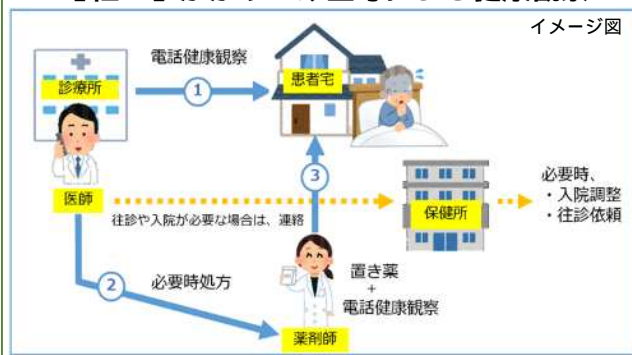 イメージ図
電話健康観察
診療所
患者宅
1
3
医師
保健所
必要時、
・入院調整
・往診依頼
往診や入院が必要な場合は、連絡
2
必要時処方
置き薬
+
電話健康観察
薬剤師